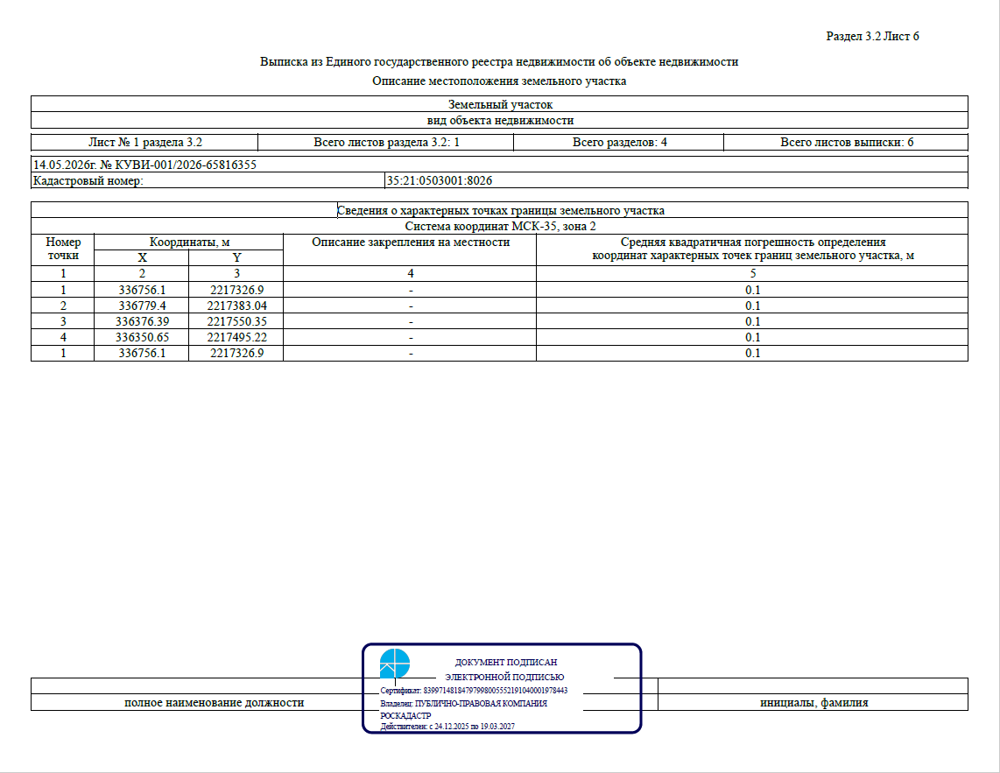 Раздел 3.2 Лист 6
Выписка из Единого государственного реестра недвижимости об объекте недвижимости
Описание местоположения земельного участка
Земельный участок
вид объекта недвижимости
Лист № 1 раздела 3.2 Всего листов раздела 3.2: 1 Всего разделов: 4 Всего листов выписки: 6
14.05.2026г. № КУВИ-001/2026-65816355
Кадастровый номер: 35:21:0503001:8026
Сведения о характерных точках границы земельного участка
Система координат МСК-35, зона 2
Номер точки Координаты, м Описание закрепления на местности Средняя квадратичная погрешность определения координат характерных точек границ земельного участка, м
X Y
1 2 3 4 5
1 336756.1 2217326.9 - 0.1
2 336779.4 2217383.04 - 0.1
3 336376.39 2217550.35 - 0.1
4 336350.65 2217495.22 - 0.1
1 336756.1 2217326.9 - 0.1
ДОКУМЕНТ ПОДПИСАН
ЭЛЕКТРОННОЙ ПОДПИСЬЮ
Сертификат: 83997148184797998005552191040001978443
Владелец: ПУБЛИЧНО-ПРАВОВАЯ КОМПАНИЯ
РОСКАДАСТР
Действителен: с 24.12.2025 по 19.03.2027
полное наименование должности инициалы, фамилия